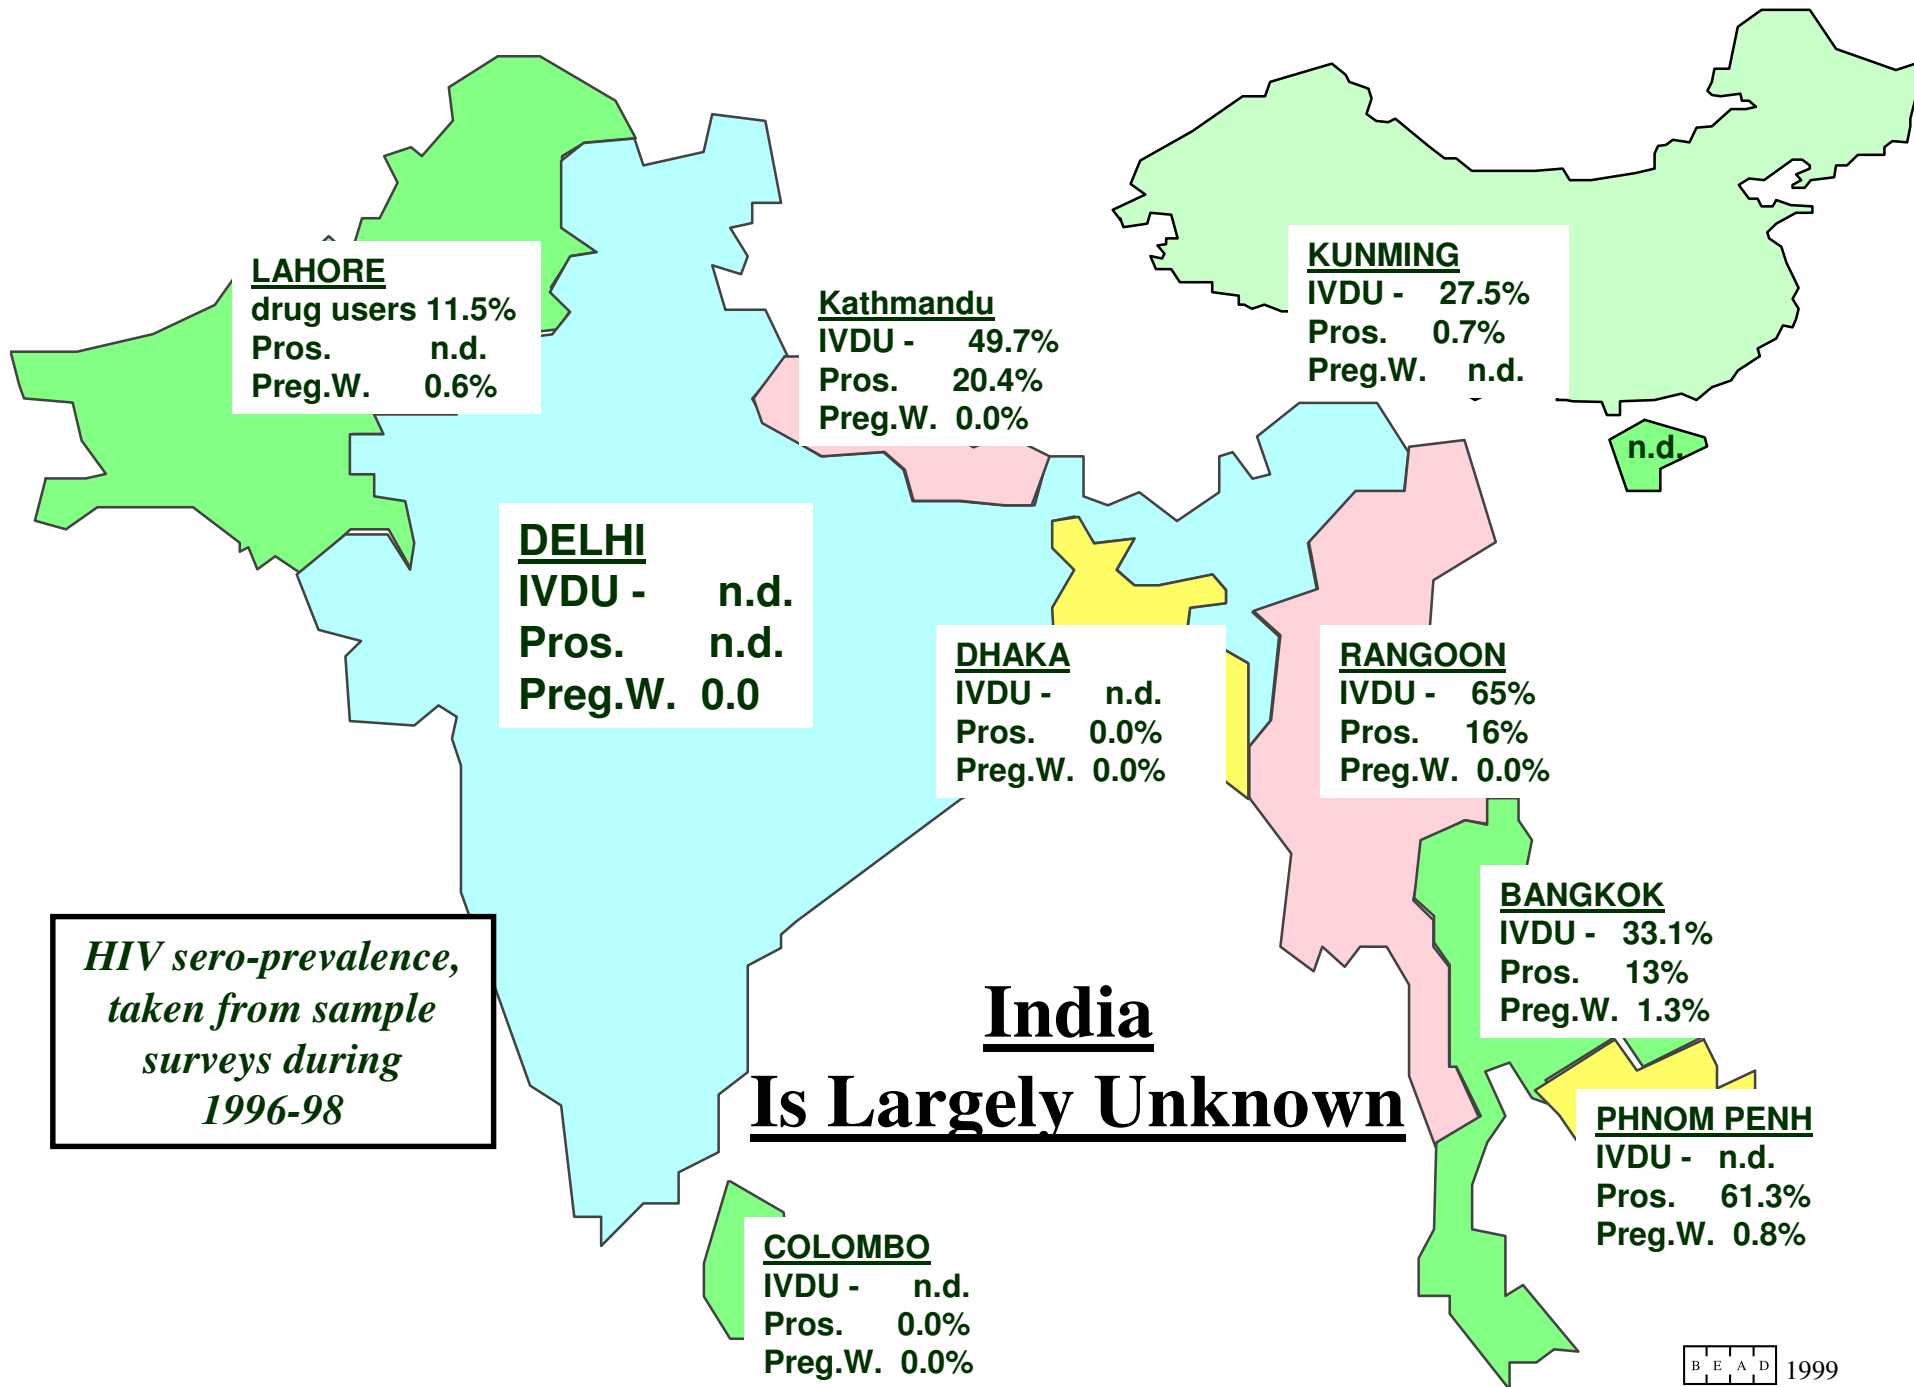 LAHORE
drug users 11.5%
Pros. n.d.
Preg.W. 0.6%
Kathmandu
IVDU - 49.7%
Pros. 20.4%
Preg.W. 0.0%
KUNMING
IVDU - 27.5%
Pros. 0.7%
Preg.W. n.d.
n.d.
DELHI
IVDU - n.d.
Pros. n.d.
Preg.W. 0.0
DHAKA
IVDU - n.d.
Pros. 0.0%
Preg.W. 0.0%
RANGOON
IVDU - 65%
Pros. 16%
Preg.W. 0.0%
BANGKOK
IVDU - 33.1%
Pros. 13%
Preg.W. 1.3%
HIV sero-prevalence,
taken from sample
surveys during
1996-98
India
Is Largely Unknown
PHNOM PENH
IVDU - n.d.
Pros. 61.3%
Preg.W. 0.8%
COLOMBO
IVDU - n.d.
Pros. 0.0%
Preg.W. 0.0%
B E A D 1999